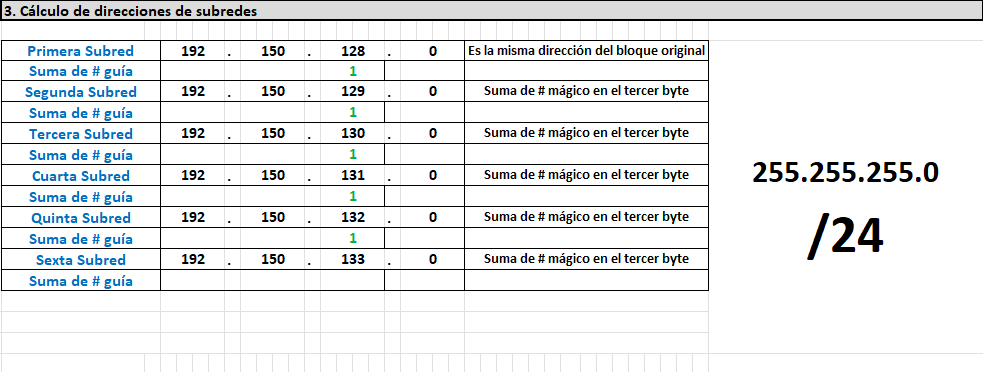 3. Cálculo de direcciones de subredes
Primera Subred 192 . 150 . 128 . 0 Es la misma dirección del bloque original
Suma de # guía 1
Segunda Subred 192 . 150 . 129 . 0 Suma de # mágico en el tercer byte
Suma de # guía 1
Tercera Subred 192 . 150 . 130 . 0 Suma de # mágico en el tercer byte
Suma de # guía 1
Cuarta Subred 192 . 150 . 131 . 0 Suma de # mágico en el tercer byte
Suma de # guía 1
Quinta Subred 192 . 150 . 132 . 0 Suma de # mágico en el tercer byte
Suma de # guía 1
Sexta Subred 192 . 150 . 133 . 0 Suma de # mágico en el tercer byte
Suma de # guía
255.255.255.0
/24